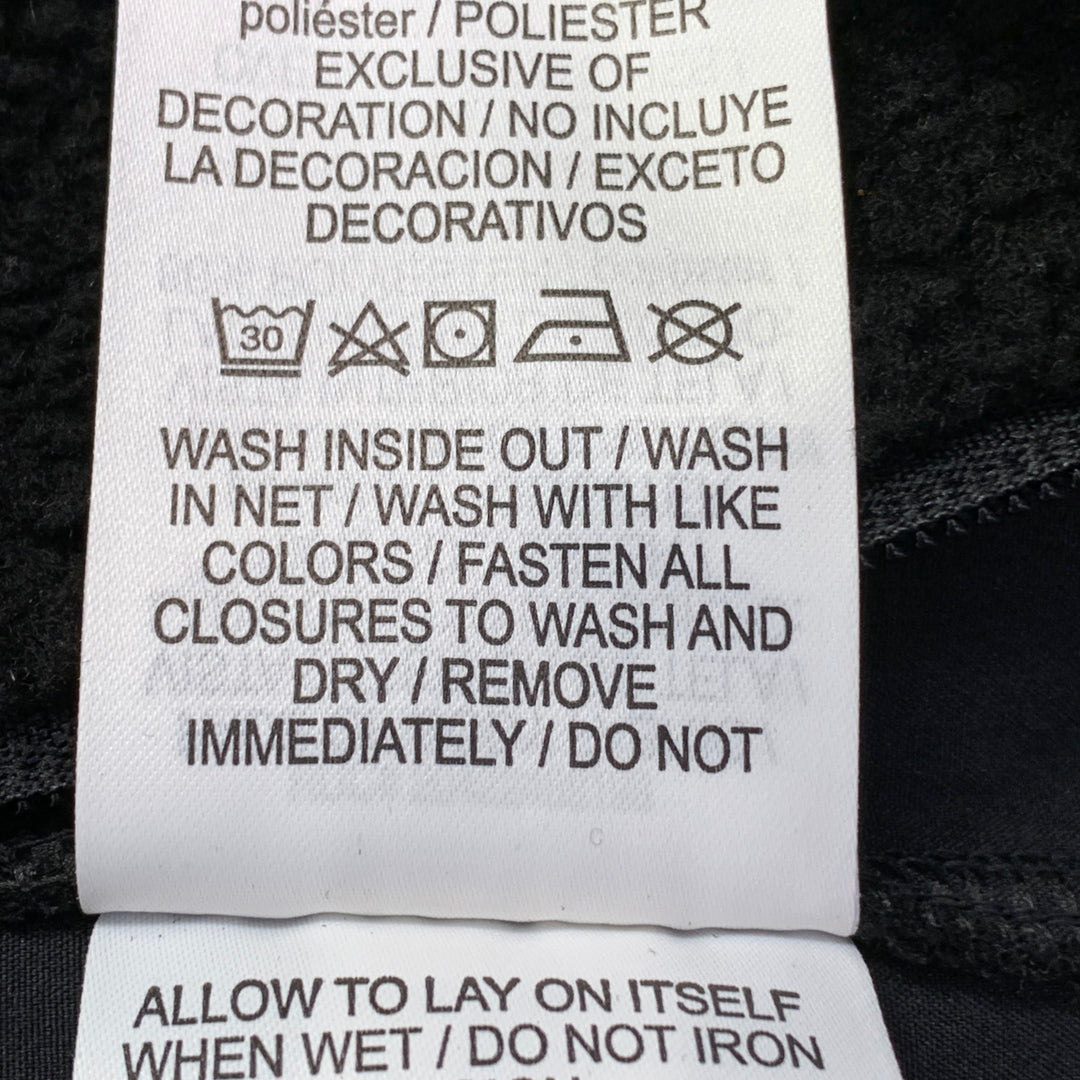 poliéster / POLIESTER
EXCLUSIVE OF
DECORATION / NO INCLUYE
LA DECORACION / EXCETO
DECORATIVOS
30
WASH INSIDE OUT / WASH
IN NET / WASH WITH LIKE
COLORS / FASTEN ALL
CLOSURES TO WASH AND
DRY / REMOVE
IMMEDIATELY / DO NOT
ALLOW TO LAY ON ITSELF
WHEN WET / DO NOT IRON